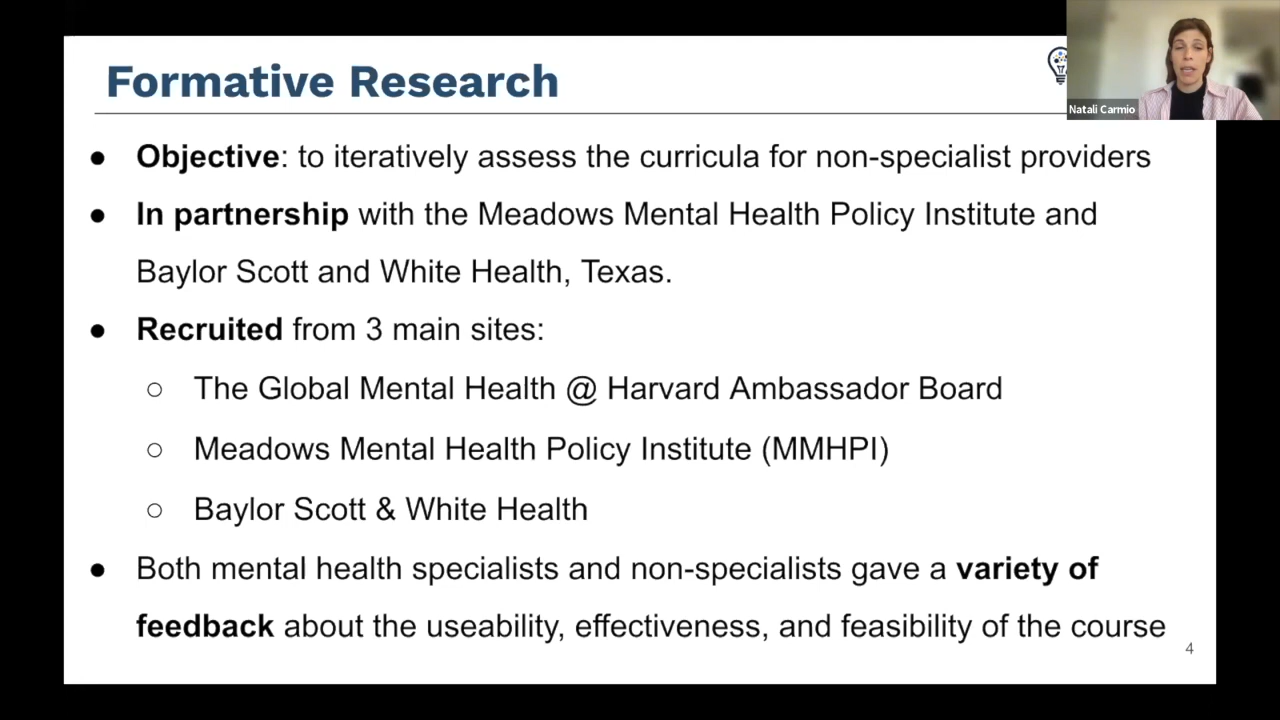 Formative Research
Natali Carmio
● Objective: to iteratively assess the curricula for non-specialist providers
● In partnership with the Meadows Mental Health Policy Institute and
Baylor Scott and White Health, Texas.
● Recruited from 3 main sites:
○ The Global Mental Health @ Harvard Ambassador Board
○ Meadows Mental Health Policy Institute (MMHPI)
○ Baylor Scott & White Health
● Both mental health specialists and non-specialists gave a variety of
feedback about the useability, effectiveness, and feasibility of the course
4